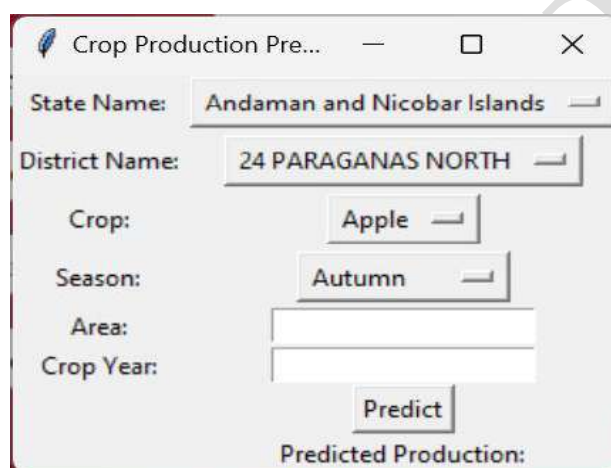 Crop Production Pre...
State Name: Andaman and Nicobar Islands
District Name: 24 PARAGANAS NORTH
Crop: Apple
Season: Autumn
Area:
Crop Year:
Predict
Predicted Production: